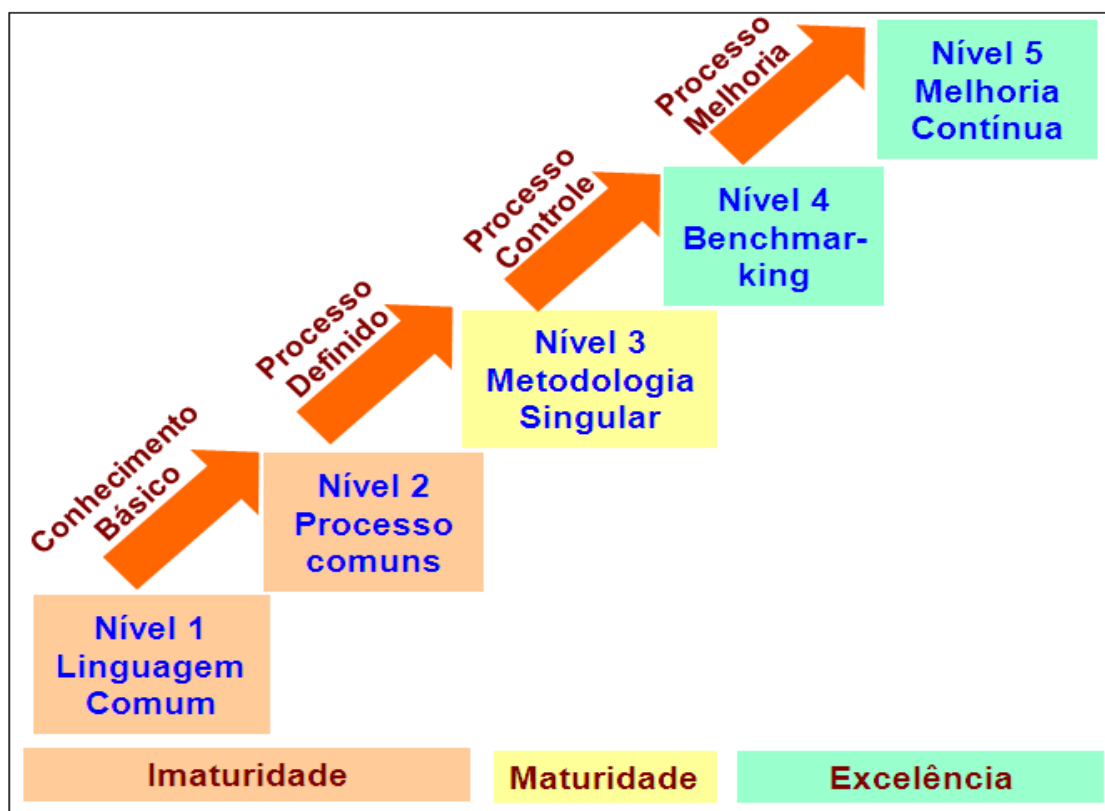 Processo
Melhoria
Nível 5
Melhoria
Contínua
Processo
Controle
Nível 4
Benchmar-
king
Processo
Definido
Nível 3
Metodologia
Singular
Conhecimento
Básico
Nível 2
Processo
comuns
Nível 1
Linguagem
Comum
Imaturidade
Maturidade
Excelência